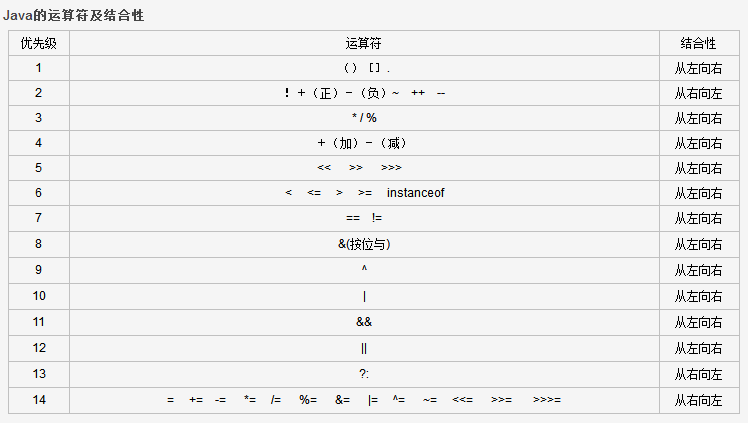 Java的运算符及结合性
优先级 运算符 结合性
1 （） ［］ . 从左向右
2 ！ +（正）-（负）~ ++ -- 从右向左
3 * / % 从左向右
4 +（加）-（减） 从左向右
5 << >> >>> 从左向右
6 < <= > >= instanceof 从左向右
7 == != 从左向右
8 &(按位与) 从左向右
9 ^ 从左向右
10 | 从左向右
11 && 从左向右
12 || 从左向右
13 ?: 从右向左
14 = += -= *= /= %= &= |= ^= ~= <<= >>= >>>= 从右向左